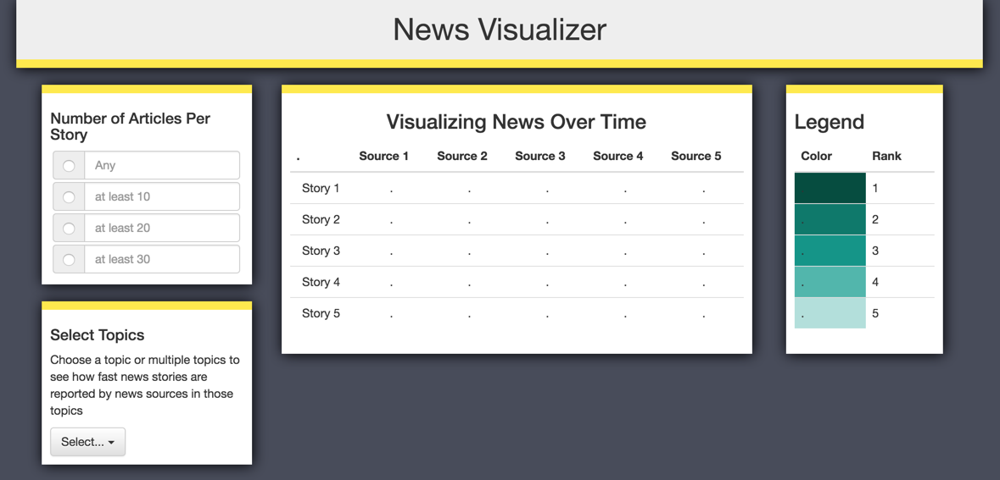 News Visualizer
Number of Articles Per
Story
Any
at least 10
at least 20
at least 30
Select Topics
Choose a topic or multiple topics to
see how fast news stories are
reported by news sources in those
topics
Select...
Visualizing News Over Time
. Source 1 Source 2 Source 3 Source 4 Source 5
Story 1 . . . . .
Story 2 . . . . .
Story 3 . . . . .
Story 4 . . . . .
Story 5 . . . . .
Legend
Color Rank
1
. 2
. 3
. 4
. 5